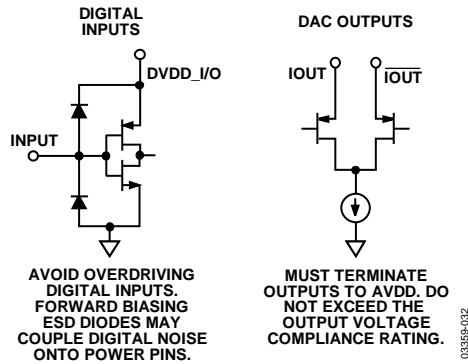 DIGITAL
INPUTS
DVDD_I/O
INPUT
AVOID OVERDRIVING
DIGITAL INPUTS.
FORWARD BIASING
ESD DIODES MAY
COUPLE DIGITAL NOISE
ONTO POWER PINS.
DAC OUTPUTS
IOUT
IOUT
MUST TERMINATE
OUTPUTS TO AVDD. DO
NOT EXCEED THE
OUTPUT VOLTAGE
COMPLIANCE RATING.
03359-032